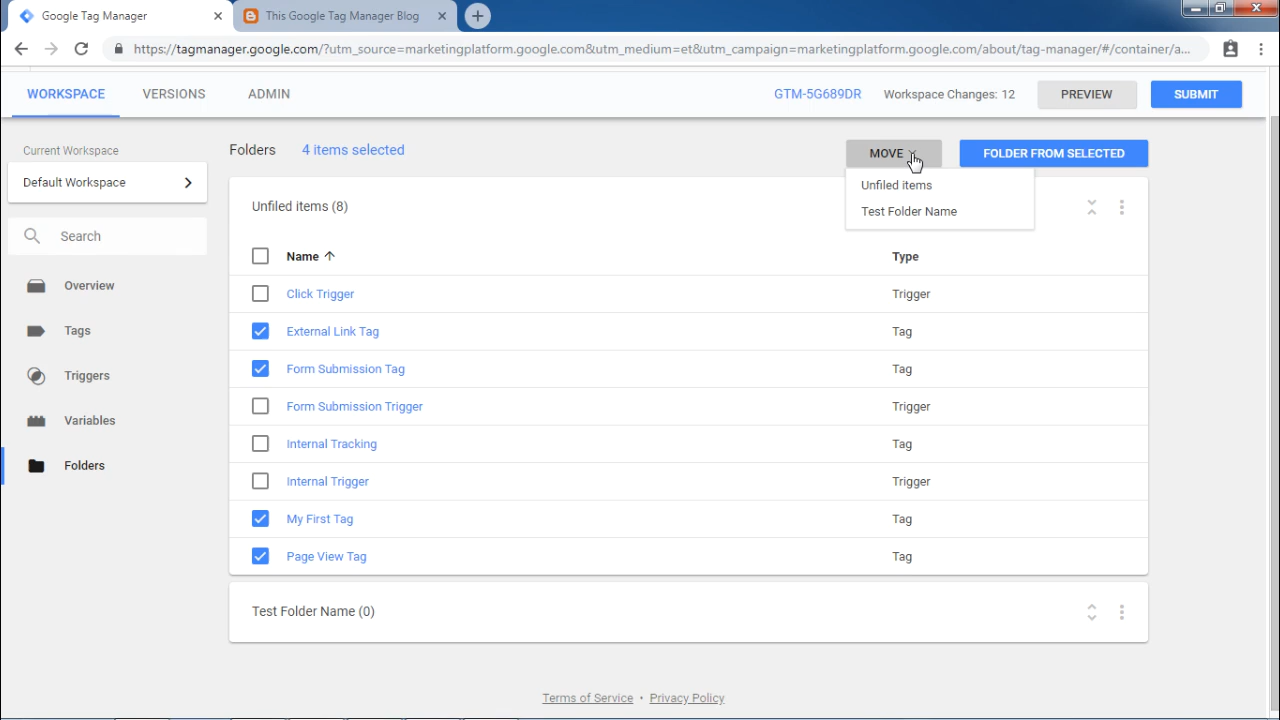 Google Tag Manager
This Google Tag Manager Blog
https://tagmanager.google.com/?utm_source=marketingplatform.google.com&utm_medium=et&utm_campaign=marketingplatform.google.com/about/tag-manager/#/container/a...
WORKSPACE VERSIONS ADMIN GTM-5G689DR Workspace Changes: 12 PREVIEW SUBMIT
Current Workspace
Default Workspace
Search
Overview
Tags
Triggers
Variables
Folders
Folders 4 items selected MOVE FOLDER FROM SELECTED
Unfiled items
Test Folder Name
Unfiled items (8)
Name Type
Click Trigger Trigger
External Link Tag Tag
Form Submission Tag Tag
Form Submission Trigger Trigger
Internal Tracking Tag
Internal Trigger Trigger
My First Tag Tag
Page View Tag Tag
Test Folder Name (0)
Terms of Service • Privacy Policy